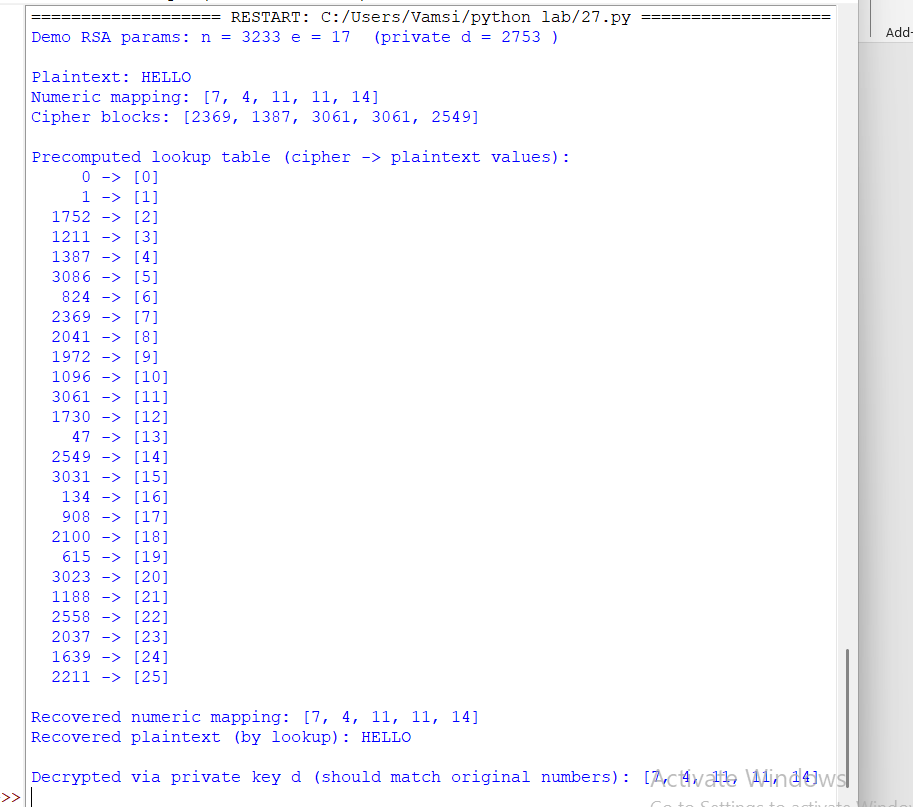 =================== RESTART: C:/Users/Vamsi/python lab/27.py ===================
Demo RSA params: n = 3233 e = 17  (private d = 2753 )
Plaintext: HELLO
Numeric mapping: [7, 4, 11, 11, 14]
Cipher blocks: [2369, 1387, 3061, 3061, 2549]
Precomputed lookup table (cipher -> plaintext values):
0 -> [0]
1 -> [1]
1752 -> [2]
1211 -> [3]
1387 -> [4]
3086 -> [5]
824 -> [6]
2369 -> [7]
2041 -> [8]
1972 -> [9]
1096 -> [10]
3061 -> [11]
1730 -> [12]
47 -> [13]
2549 -> [14]
3031 -> [15]
134 -> [16]
908 -> [17]
2100 -> [18]
615 -> [19]
3023 -> [20]
1188 -> [21]
2558 -> [22]
2037 -> [23]
1639 -> [24]
2211 -> [25]
Recovered numeric mapping: [7, 4, 11, 11, 14]
Recovered plaintext (by lookup): HELLO
Decrypted via private key d (should match original numbers): [7, 4, 11, 11, 14]
>>
Add-
Activate Windows
Go to Settings to activate Window